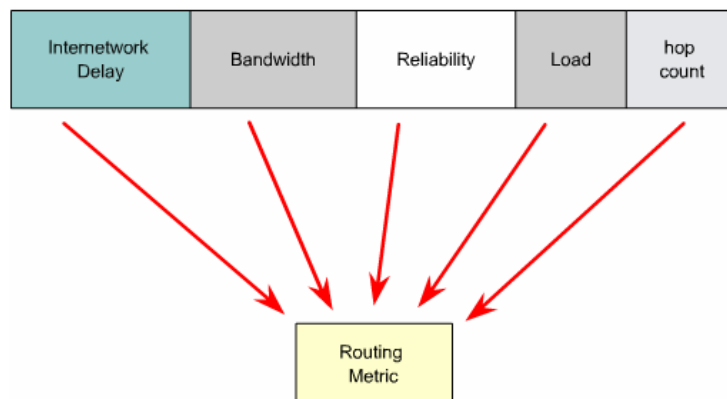 Internetwork
Delay
Bandwidth
Reliability
Load
hop
count
Routing
Metric